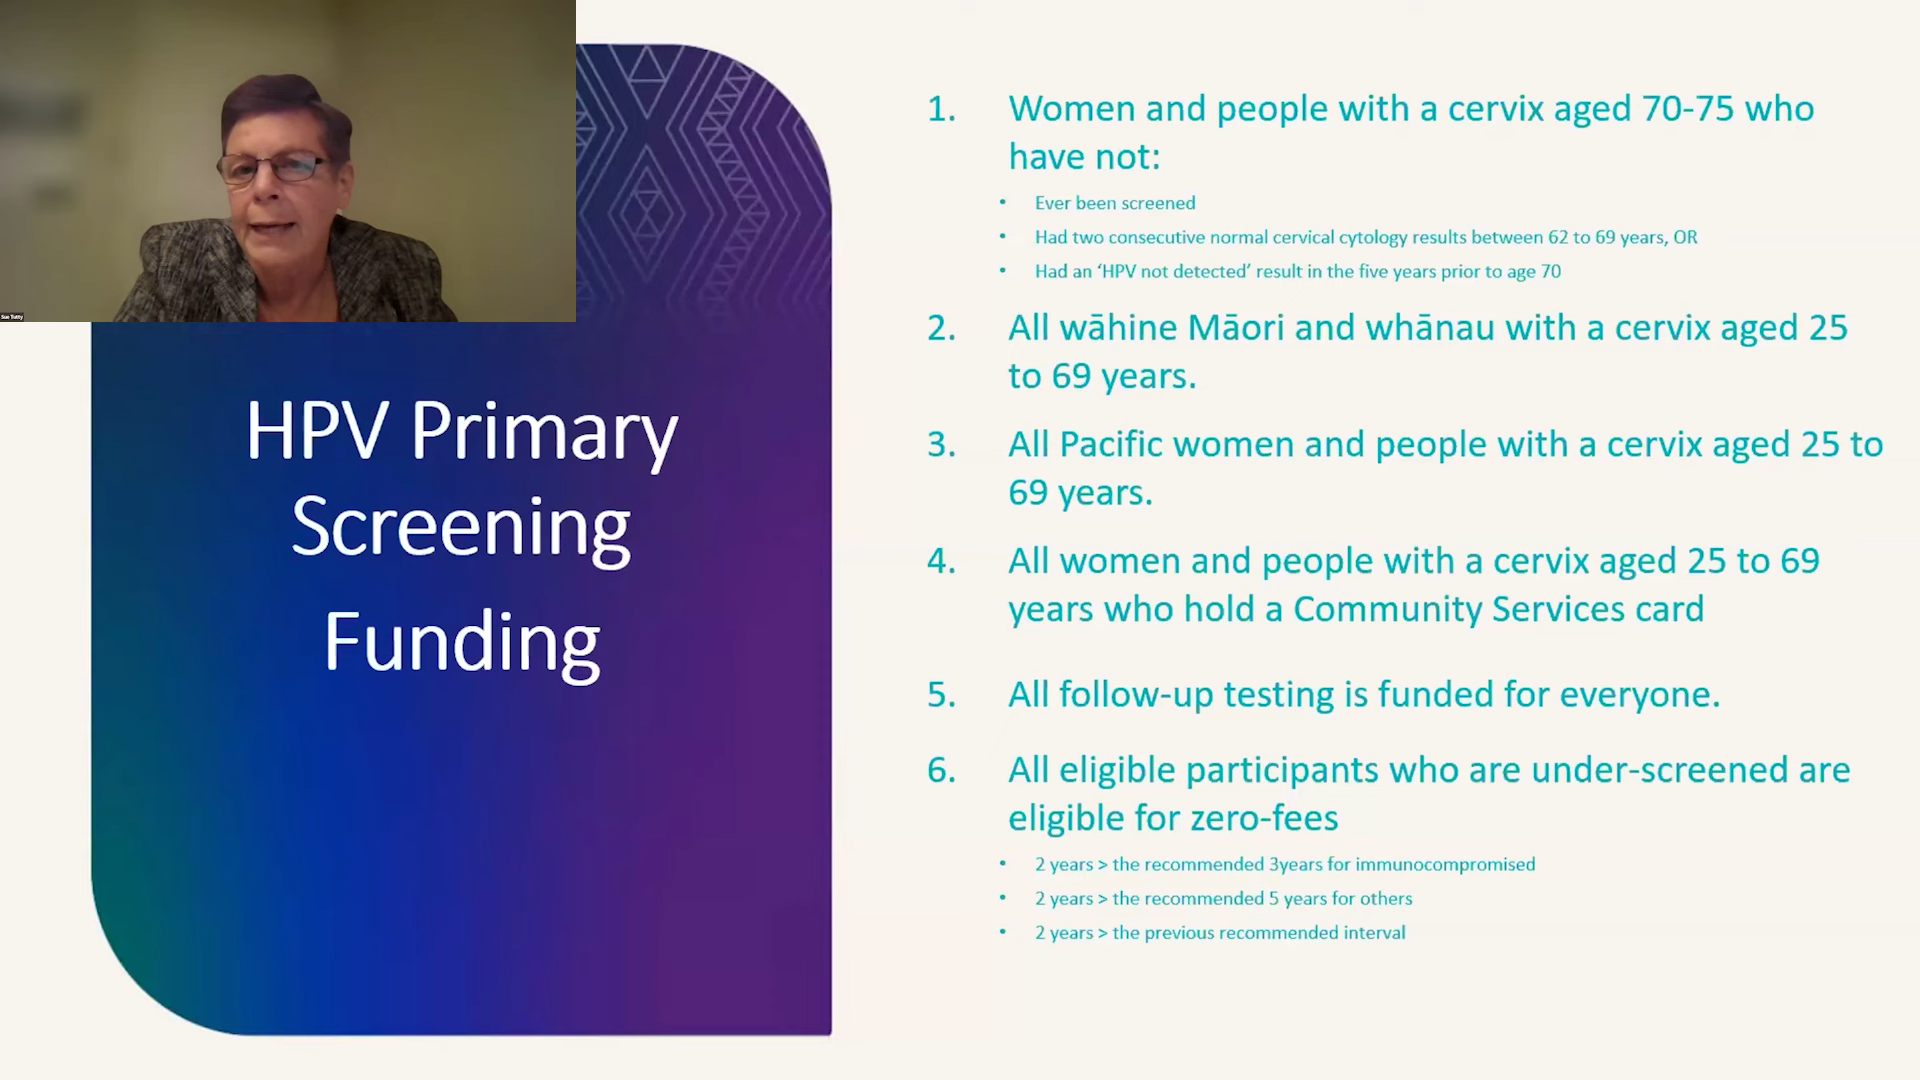 Sue Tutty
HPV Primary
Screening
Funding
1. Women and people with a cervix aged 70-75 who
have not:
• Ever been screened
• Had two consecutive normal cervical cytology results between 62 to 69 years, OR
• Had an ‘HPV not detected’ result in the five years prior to age 70
2. All wāhine Māori and whānau with a cervix aged 25
to 69 years.
3. All Pacific women and people with a cervix aged 25 to
69 years.
4. All women and people with a cervix aged 25 to 69
years who hold a Community Services card
5. All follow-up testing is funded for everyone.
6. All eligible participants who are under-screened are
eligible for zero-fees
• 2 years > the recommended 3years for immunocompromised
• 2 years > the recommended 5 years for others
• 2 years > the previous recommended interval